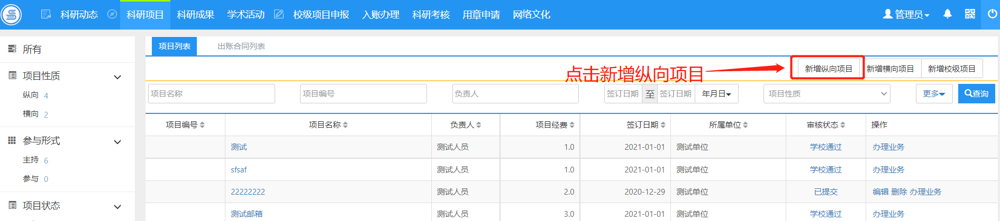 科研动态 科研项目 科研成果 学术活动 校级项目申报 入账办理 科研考核 用章申请 网络文化 管理员
所有
项目性质
纵向 4
横向 2
参与形式
主持 6
参与 0
项目状态
项目列表 出账合同列表
点击新增纵向项目 新增纵向项目 新增横向项目 新增校级项目
项目名称 项目编号 负责人 签订日期 至 签订日期 年月日 项目性质 更多 查询
项目编号 项目名称 负责人 项目经费 签订日期 所属单位 审核状态 操作
测试 测试人员 1.0 2021-01-01 测试单位 学校通过 办理业务
sfsaf 测试人员 1.0 2021-01-01 测试单位 学校通过 办理业务
22222222 测试人员 2.0 2020-12-29 测试单位 已提交 编辑 删除 办理业务
测试邮箱 测试人员 3.0 2021-01-01 测试单位 学校通过 办理业务